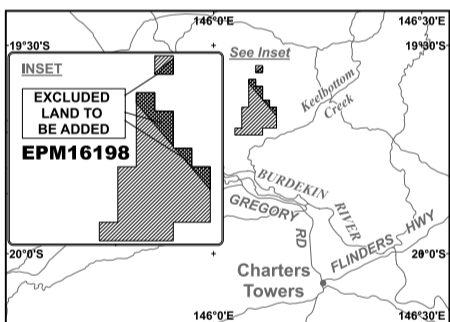 146°0'E
146°30'E
19°30'S
19°30'S
INSET
See Inset
EXCLUDED
LAND TO
BE ADDED
EPM16198
Keelbottom
Creek
BURDEKIN
RIVER
GREGORY
RD
FLINDERS HWY
20°0'S
20°0'S
Charters
Towers
146°0'E
146°30'E